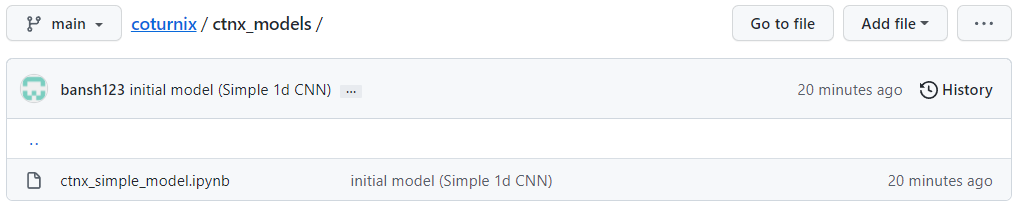 main coturnix / ctnx_models / Go to file Add file ...
bansh123 initial model (Simple 1d CNN) ... 20 minutes ago History
..
ctnx_simple_model.ipynb initial model (Simple 1d CNN) 20 minutes ago